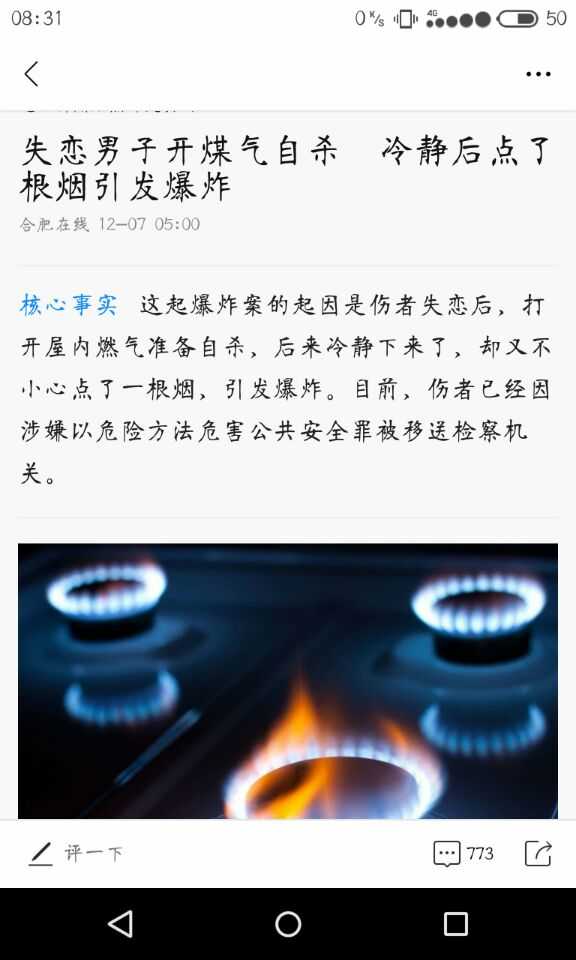 08:31
0 K/s 4G 50
失恋男子开煤气自杀 冷静后点了
根烟引发爆炸
合肥在线 12-07 05:00
核心事实 这起爆炸案的起因是伤者失恋后，打
开屋内燃气准备自杀，后来冷静下来了，却又不
小心点了一根烟，引发爆炸。目前，伤者已经因
涉嫌以危险方法危害公共安全罪被移送检察机
关。
评一下 773